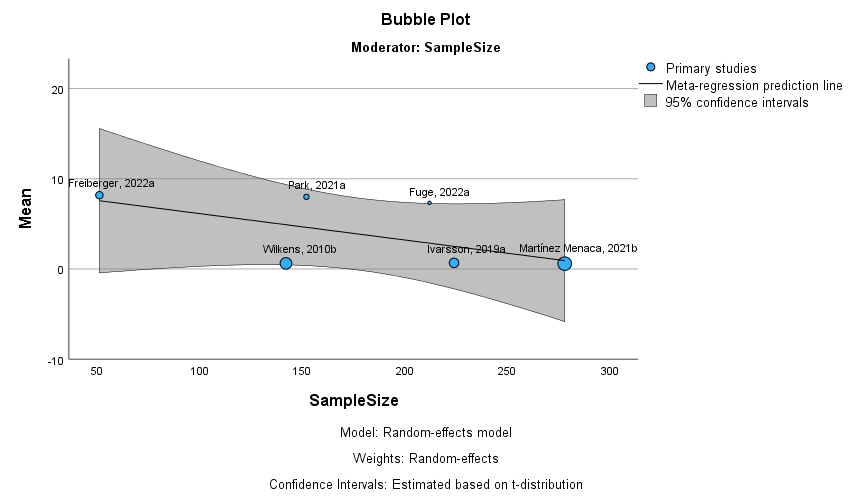 Bubble Plot
Moderator: SampleSize
Primary studies
Meta-regression prediction line
95% confidence intervals
20
10
0
-10
Mean
Freiberger, 2022a
Park, 2021a
Fuge, 2022a
Wilkens, 2010b
Ivarsson, 2019a
Martínez Menaca, 2021b
50
100
150
200
250
300
SampleSize
Model: Random-effects model
Weights: Random-effects
Confidence Intervals: Estimated based on t-distribution